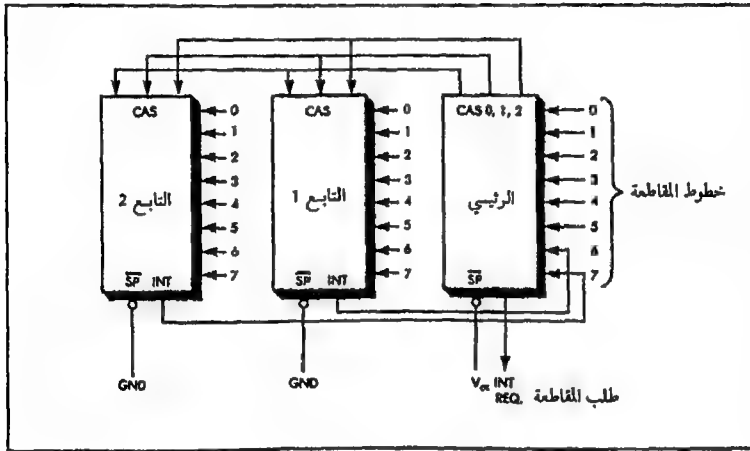 CAS
CAS
CAS 0, 1, 2
0
1
2
3
4
5
6
7
0
1
2
3
4
5
6
7
0
1
2
3
4
5
6
7
التابع 2
التابع 1
الرئيسي
خطوط المقاطعة
SP INT
SP INT
SP
GND
GND
Vcc INT REQ.
طلب المقاطعة